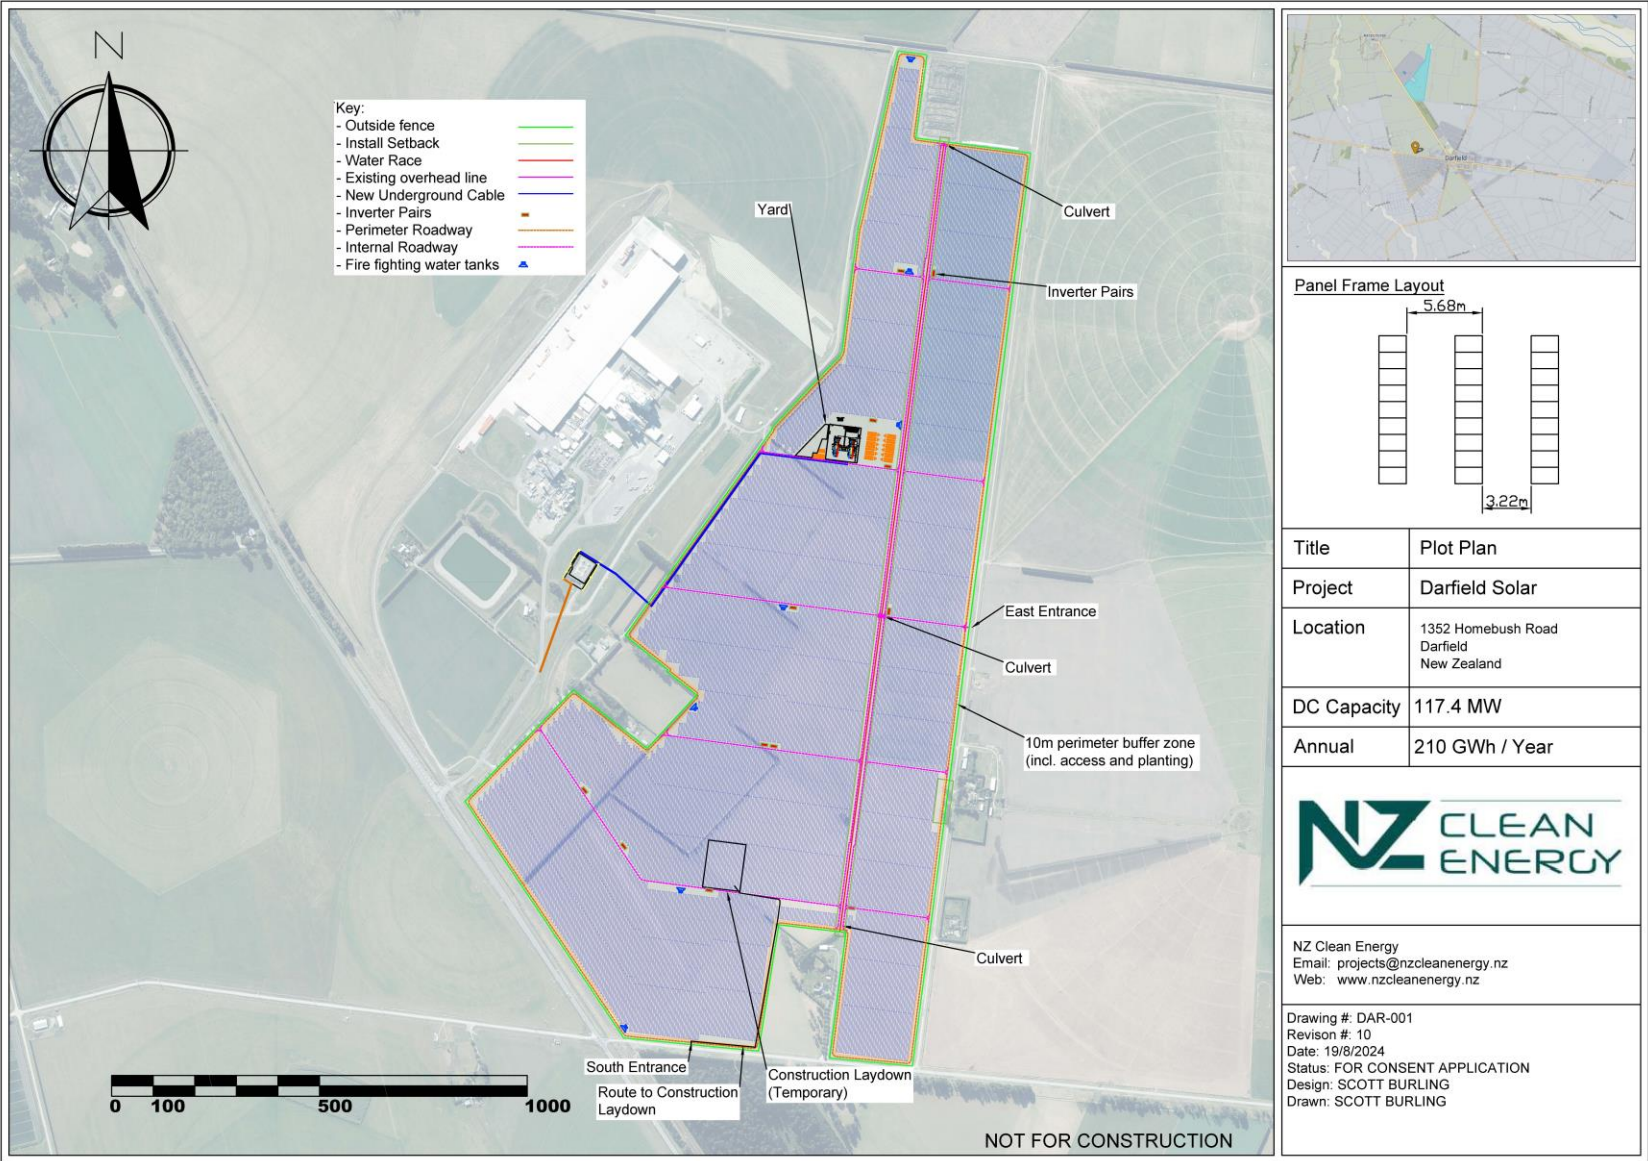 N
Key:
- Outside fence
- Install Setback
- Water Race
- Existing overhead line
- New Underground Cable
- Inverter Pairs
- Perimeter Roadway
- Internal Roadway
- Fire fighting water tanks
Yard
Culvert
Inverter Pairs
East Entrance
Culvert
10m perimeter buffer zone
(incl. access and planting)
Culvert
South Entrance
Route to Construction
Laydown
Construction Laydown
(Temporary)
0 100 500 1000
NOT FOR CONSTRUCTION
Darfield
Panel Frame Layout
5.68m
3.22m
Title Plot Plan
Project Darfield Solar
Location 1352 Homebush Road
Darfield
New Zealand
DC Capacity 117.4 MW
Annual 210 GWh / Year
NZ CLEAN
ENERGY
NZ Clean Energy
Email: projects@nzcleanenergy.nz
Web: www.nzcleanenergy.nz
Drawing #: DAR-001
Revison #: 10
Date: 19/8/2024
Status: FOR CONSENT APPLICATION
Design: SCOTT BURLING
Drawn: SCOTT BURLING